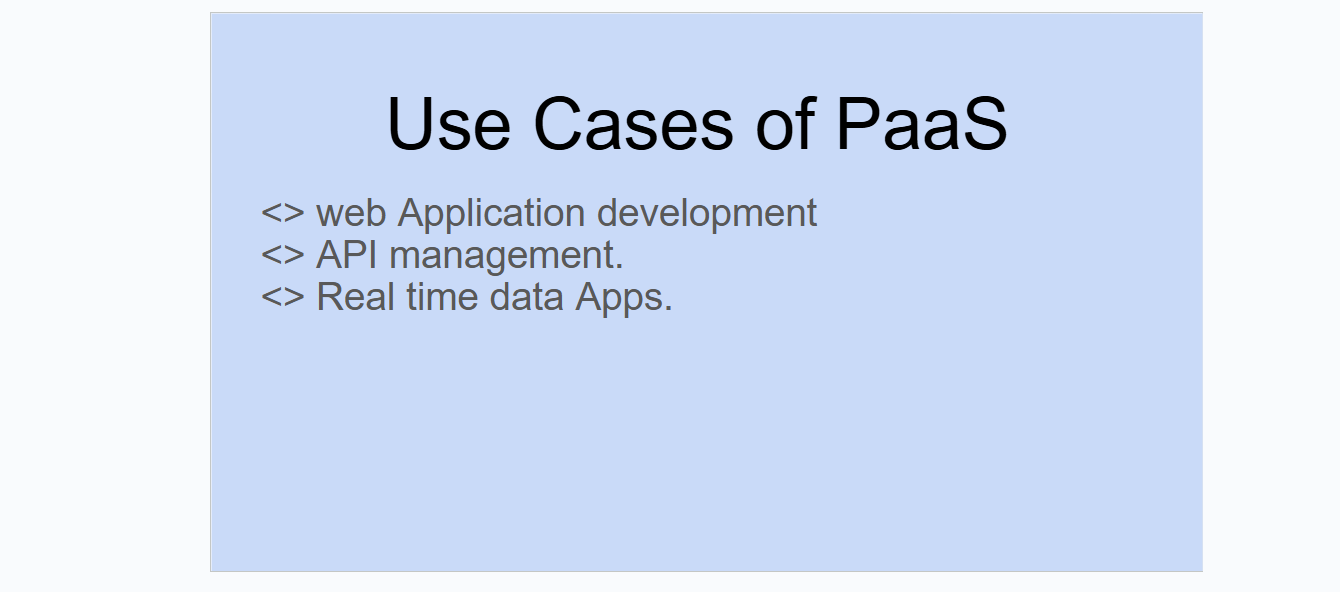 Use Cases of PaaS
<> web Application development
<> API management.
<> Real time data Apps.